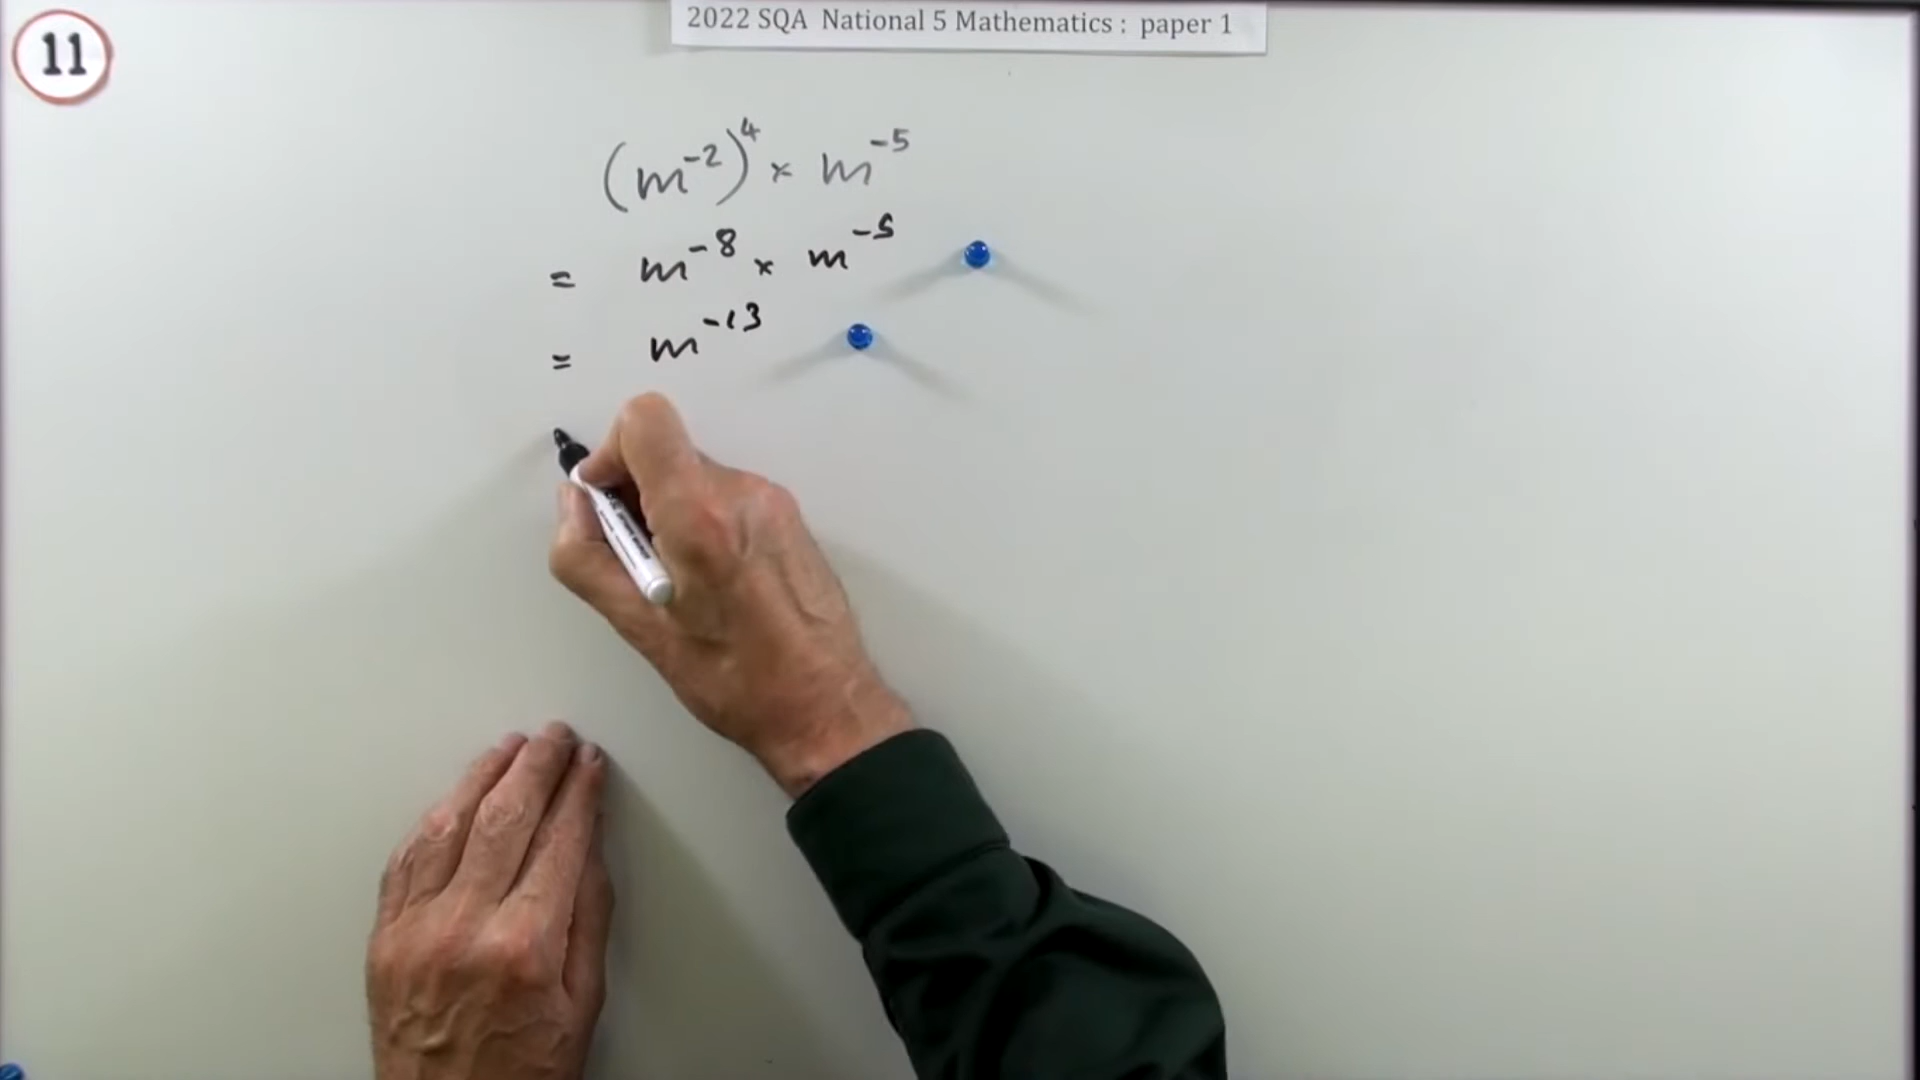 2022 SQA National 5 Mathematics : paper 1
11
(m⁻²)⁴ × m⁻⁵
= m⁻⁸ × m⁻⁵
= m⁻¹³